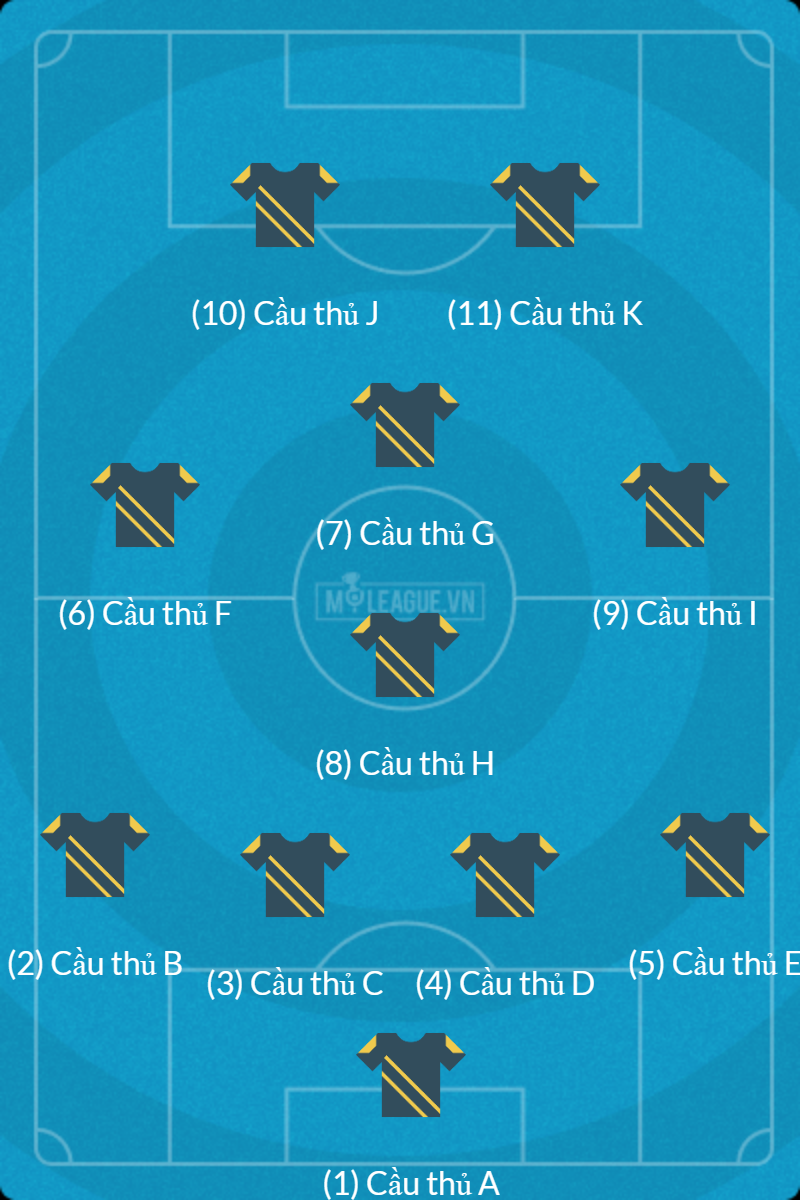 (10) Cầu thủ J
(11) Cầu thủ K
(7) Cầu thủ G
(6) Cầu thủ F
(9) Cầu thủ I
MYLEAGUE.VN
(8) Cầu thủ H
(2) Cầu thủ B
(3) Cầu thủ C
(4) Cầu thủ D
(5) Cầu thủ E
(1) Cầu thủ A